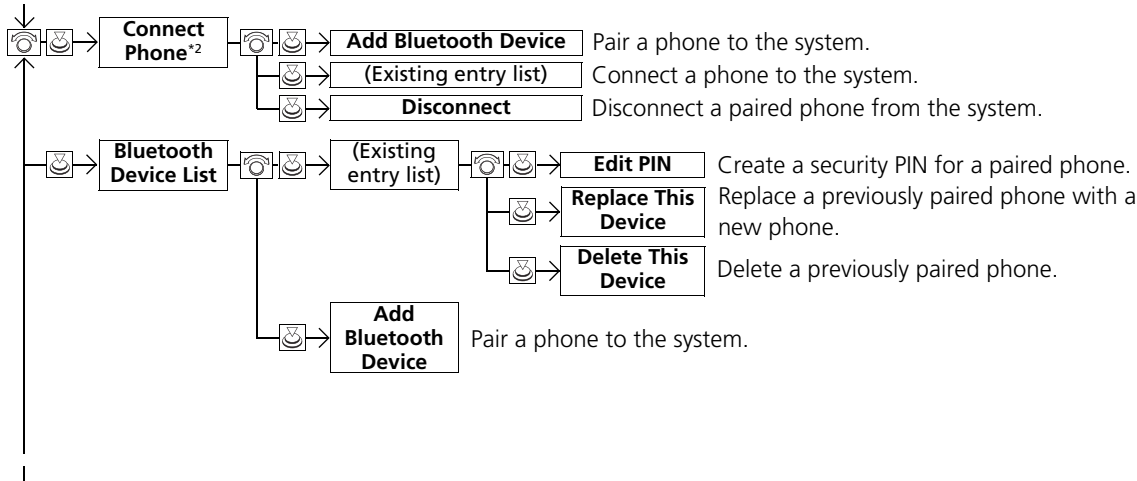 Connect
Phone*2
Add Bluetooth Device Pair a phone to the system.
(Existing entry list) Connect a phone to the system.
Disconnect Disconnect a paired phone from the system.
Bluetooth
Device List
(Existing
entry list)
Edit PIN Create a security PIN for a paired phone.
Replace This
Device
Replace a previously paired phone with a
new phone.
Delete This
Device
Delete a previously paired phone.
Add
Bluetooth
Device
Pair a phone to the system.